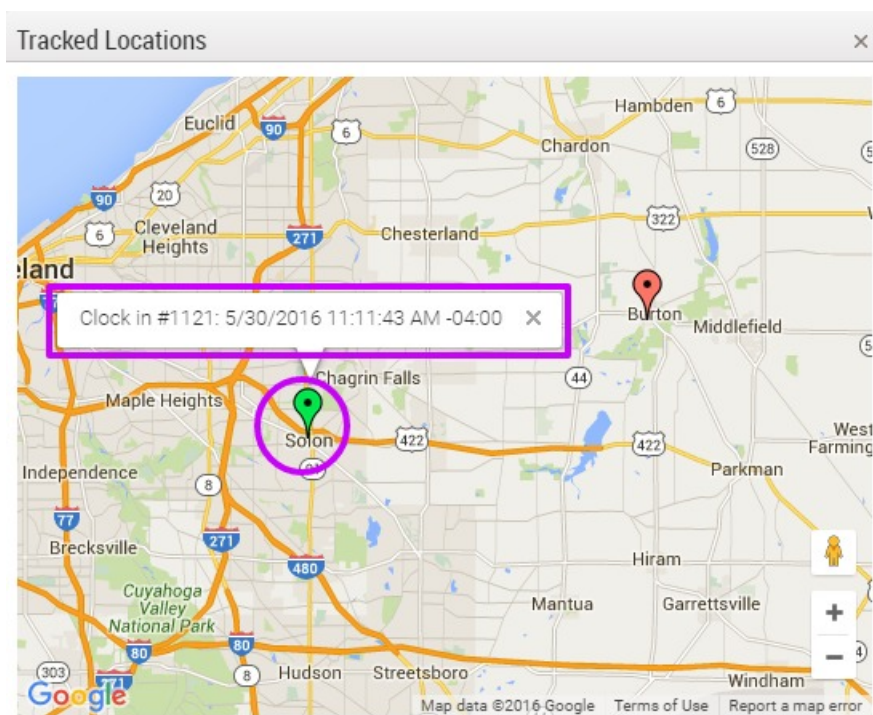 Tracked Locations
×
Hambden
6
Euclid
90
6
Chardon
528
90
20
6
Cleveland
Heights
271
Chesterland
322
eland
Clock in #1121: 5/30/2016 11:11:43 AM -04:00
×
Burton
Middlefield
Chagrin Falls
44
Maple Heights
Solon
422
422
West
Farming
Independence
8
Parkman
77
Brecksville
271
480
Hiram
Cuyahoga
Valley
National Park
Mantua
Garrettsville
+
80
80
−
303
271
8
Hudson
Streetsboro
Windham
Google
Map data ©2016 Google
Terms of Use
Report a map error